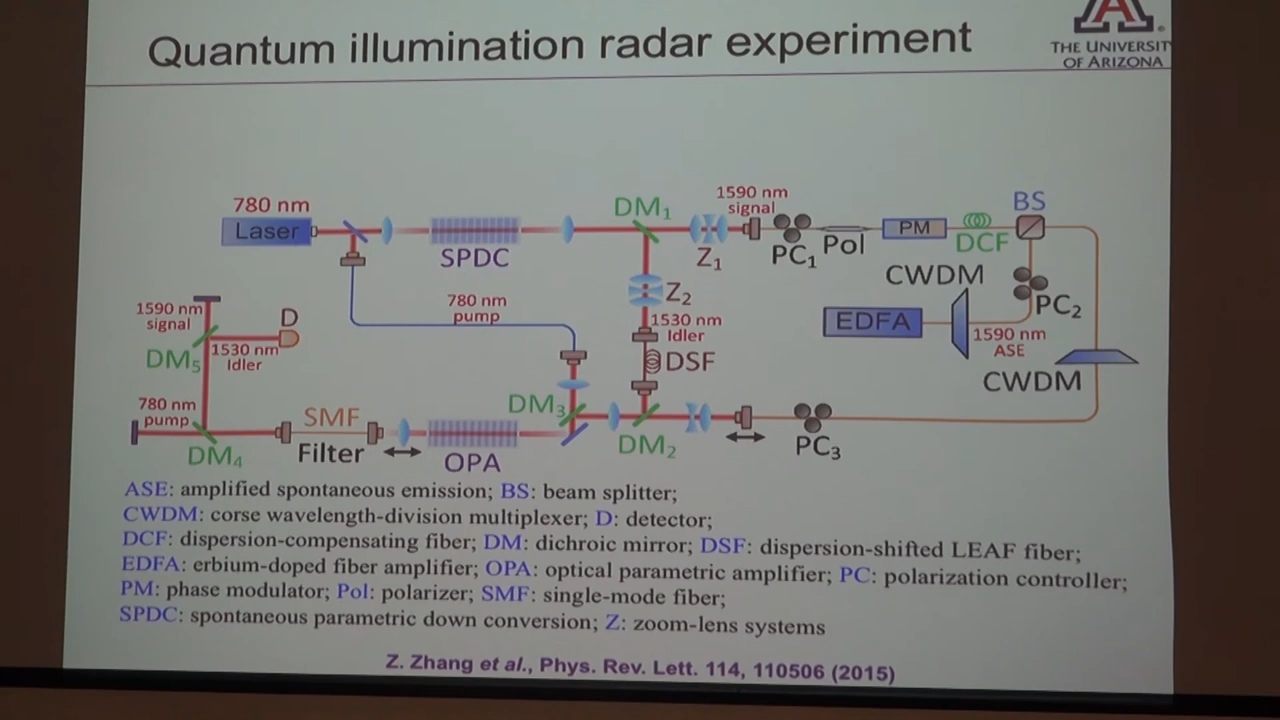 Quantum illumination radar experiment
THE UNIVERSIT
OF ARIZONA
780 nm
Laser
SPDC
DM1
1590 nm
signal
Z1
PC1
Pol
PM
DCF
BS
CWDM
PC2
EDFA
1590 nm
ASE
CWDM
Z2
1530 nm
Idler
DSF
780 nm
pump
1590 nm
signal
D
DM5
1530 nm
Idler
780 nm
pump
DM4
SMF
Filter
OPA
DM3
DM2
PC3
ASE: amplified spontaneous emission; BS: beam splitter;
CWDM: corse wavelength-division multiplexer; D: detector;
DCF: dispersion-compensating fiber; DM: dichroic mirror; DSF: dispersion-shifted LEAF fiber;
EDFA: erbium-doped fiber amplifier; OPA: optical parametric amplifier; PC: polarization controller;
PM: phase modulator; Pol: polarizer; SMF: single-mode fiber;
SPDC: spontaneous parametric down conversion; Z: zoom-lens systems
Z. Zhang et al., Phys. Rev. Lett. 114, 110506 (2015)